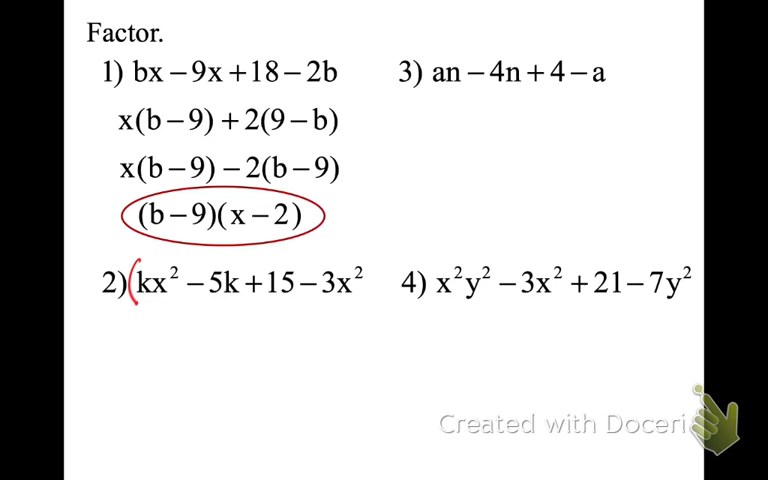 Factor.
1) bx − 9x + 18 − 2b
x(b − 9) + 2(9 − b)
x(b − 9) − 2(b − 9)
(b − 9)(x − 2)
2) (kx² − 5k + 15 − 3x²
3) an − 4n + 4 − a
4) x²y² − 3x² + 21 − 7y²
Created with Doceri